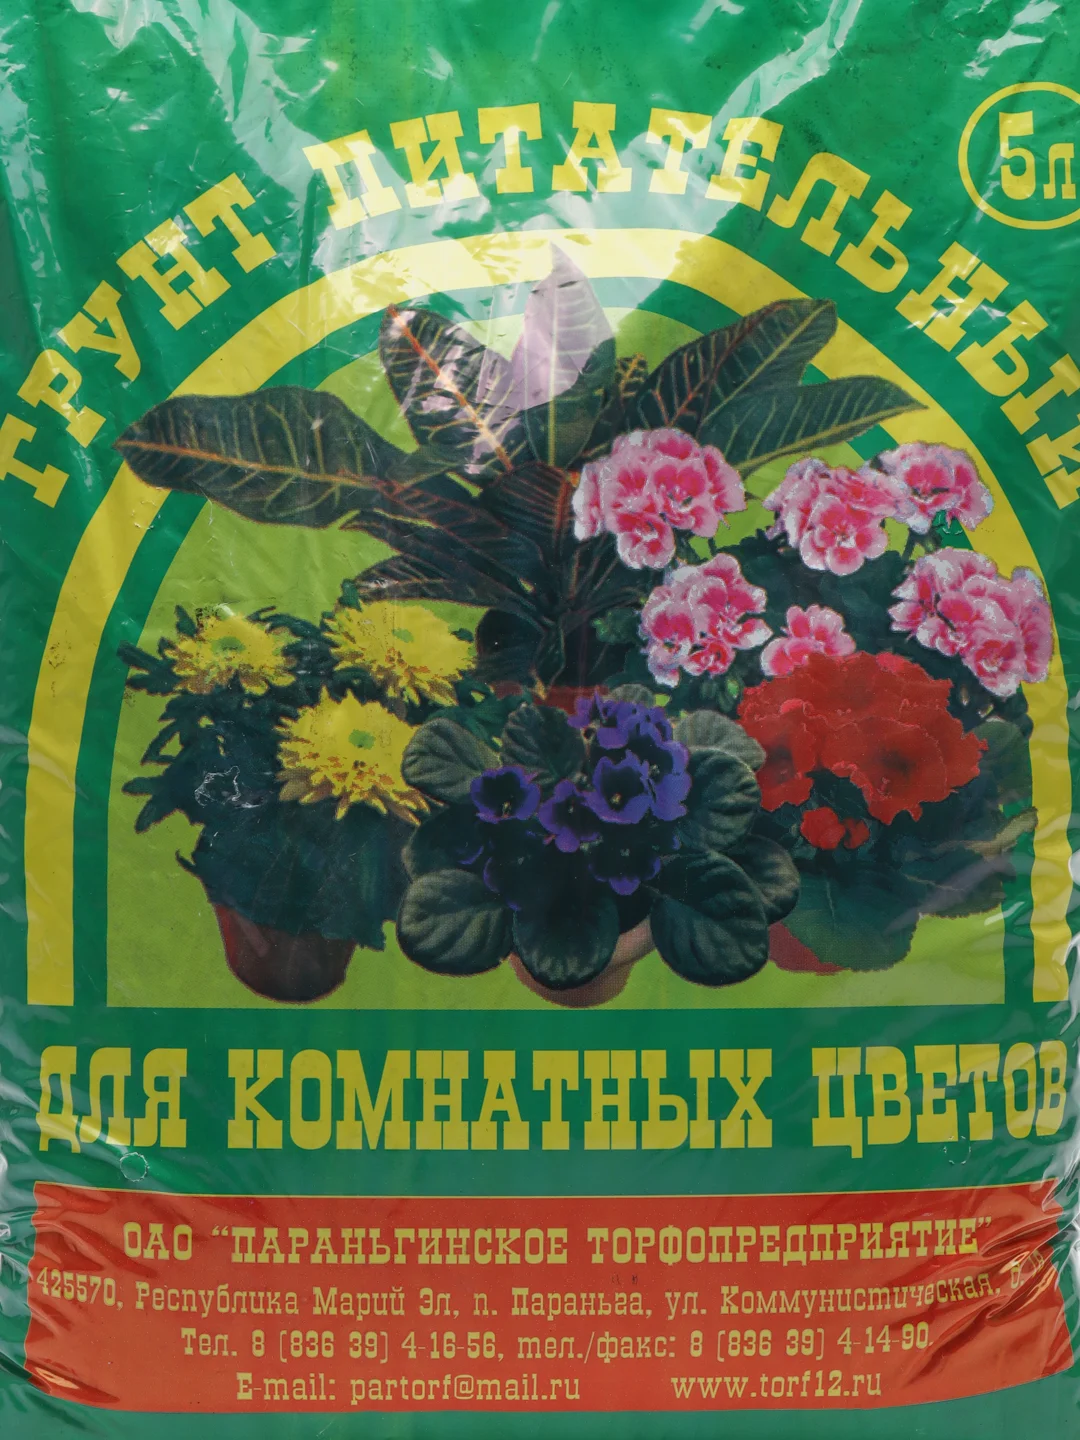 ГРУНТ ПИТАТЕЛЬНЫЙ
5л
ДЛЯ КОМНАТНЫХ ЦВЕТОВ
ОАО “ПАРАНЬГИНСКОЕ ТОРФОПРЕДПРИЯТИЕ”
425570, Республика Марий Эл, п. Параньга, ул. Коммунистическая,
Тел. 8 (836 39) 4-16-56, тел./факс: 8 (836 39) 4-14-90.
E-mail: partorf@mail.ru www.torf12.ru